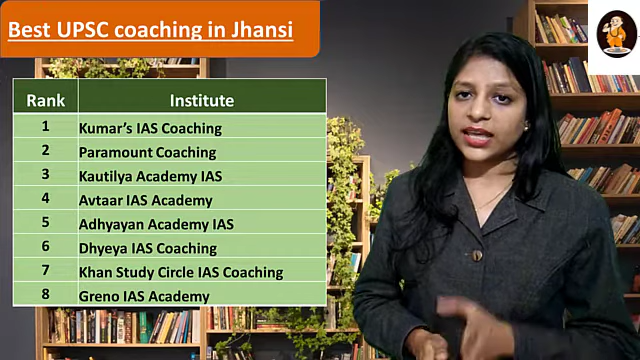 Best UPSC coaching in Jhansi
Rank Institute
1 Kumar's IAS Coaching
2 Paramount Coaching
3 Kautilya Academy IAS
4 Avtaar IAS Academy
5 Adhyayan Academy IAS
6 Dhyeya IAS Coaching
7 Khan Study Circle IAS Coaching
8 Greno IAS Academy